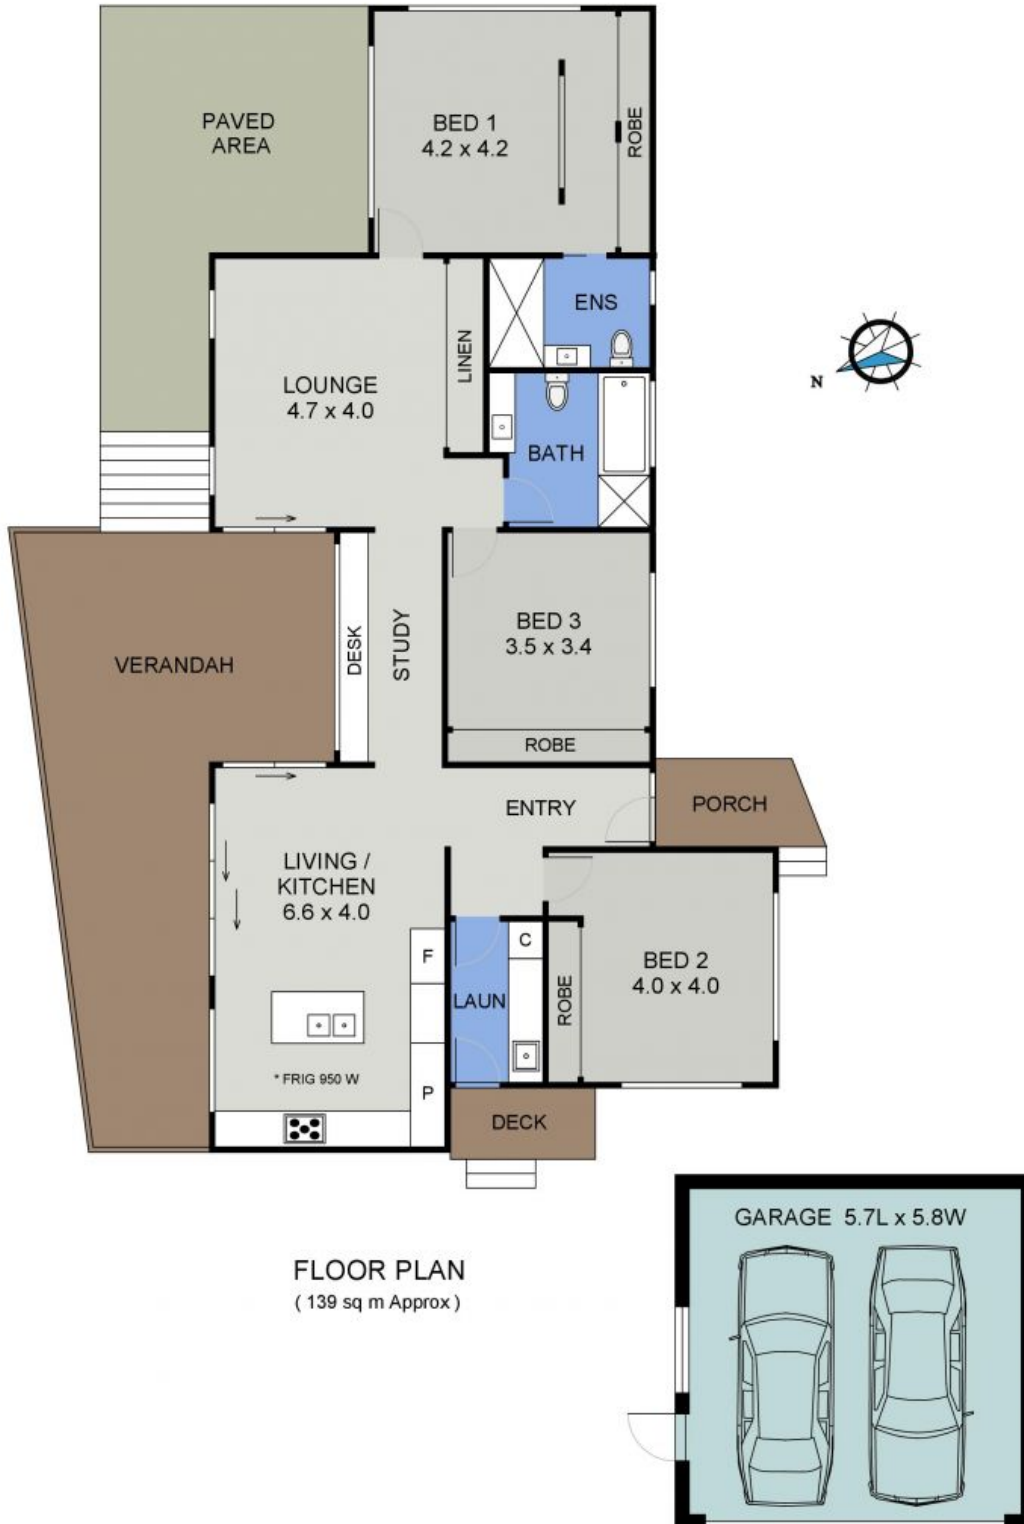 PAVED
AREA
BED 1
4.2 x 4.2
ROBE
ENS
LINEN
LOUNGE
4.7 x 4.0
N
BATH
BED 3
3.5 x 3.4
STUDY
DESK
VERANDAH
ROBE
ENTRY
PORCH
LIVING /
KITCHEN
6.6 x 4.0
F
C
BED 2
4.0 x 4.0
LAUN
ROBE
* FRIG 950 W
P
DECK
GARAGE 5.7L x 5.8W
FLOOR PLAN
( 139 sq m Approx )